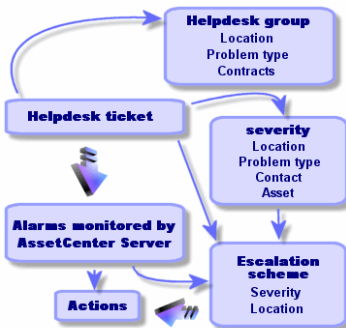 Helpdesk group
Location
Problem type
Contracts
Helpdesk ticket
severity
Location
Problem type
Contact
Asset
Alarms monitored by
AssetCenter Server
Escalation
scheme
Severity
Location
Actions